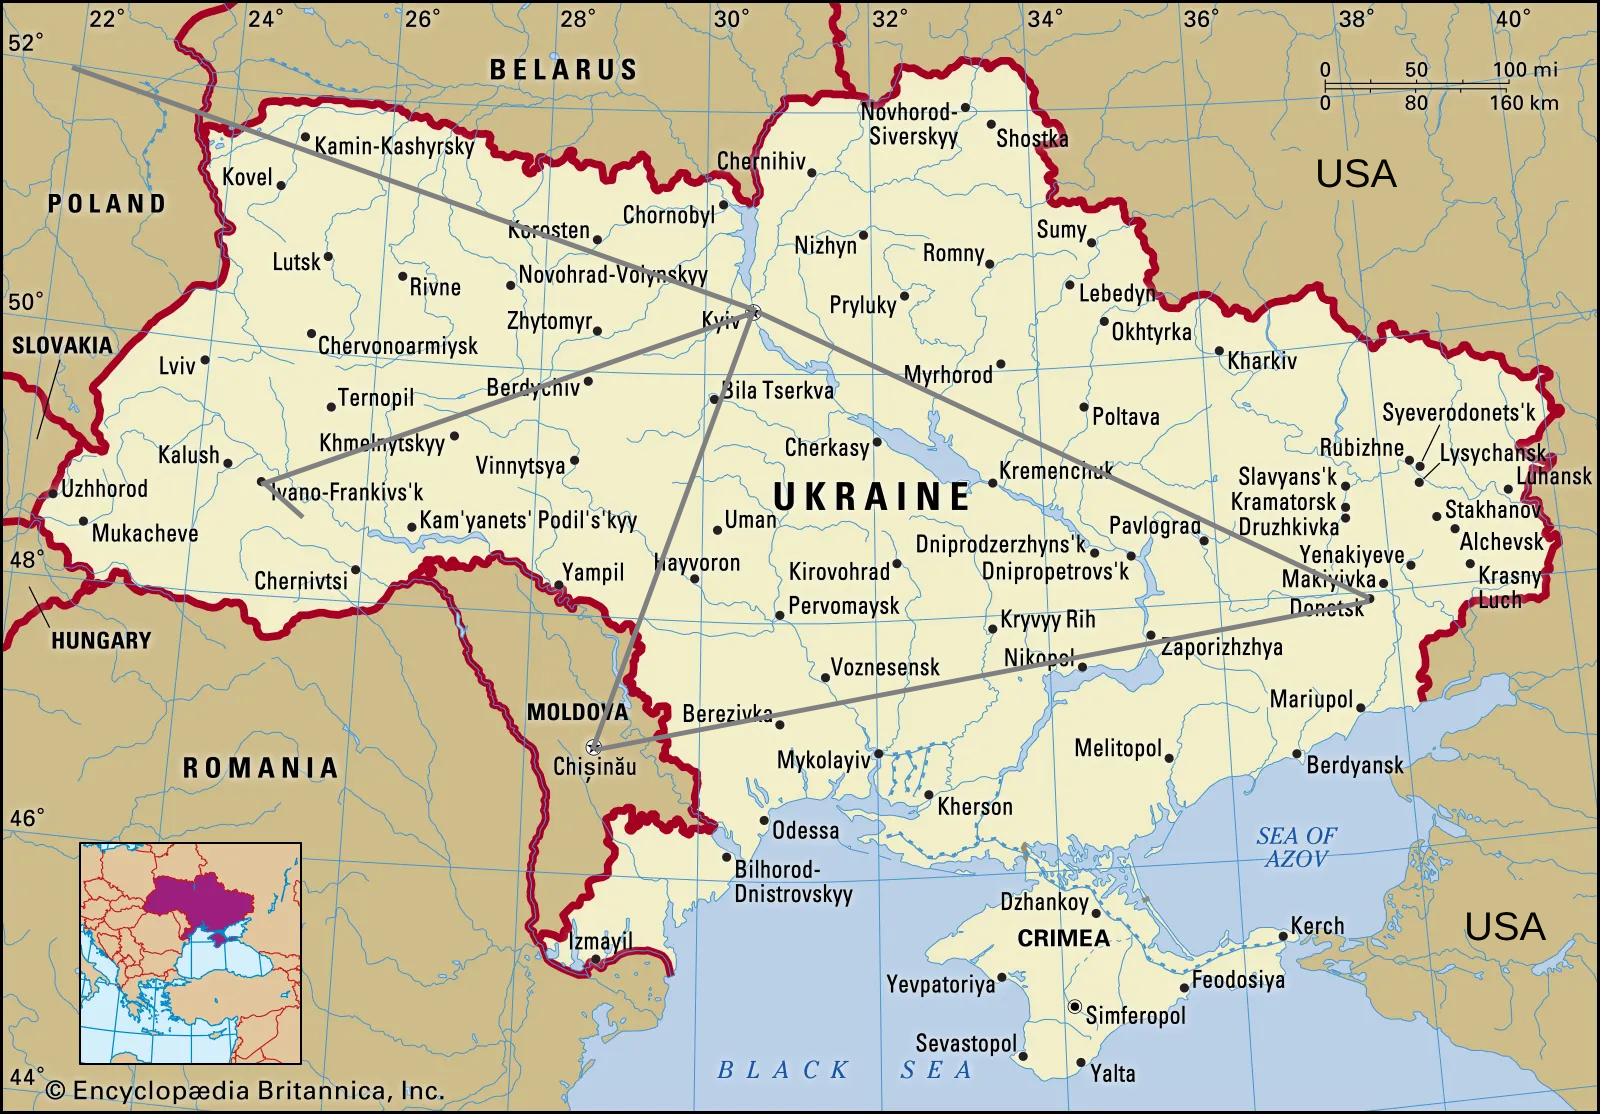 22° 24° 26° 28° 30° 32° 34° 36° 38° 40°
52°
BELARUS
0 50 100 mi
0 80 160 km
Novhorod-
Siverskyy
Shostka
Kamin-Kashyrsky
Chernihiv
USA
Kovel
POLAND
Chornobyl
Korosten
Nizhyn
Sumy
Romny
Lutsk
Novohrad-Volynskyy
Rivne
Lebedyn
50°
Pryluky
Kyiv
Zhytomyr
Okhtyrka
SLOVAKIA
Chervonoarmiysk
Kharkiv
Lviv
Myrhorod
Berdychiv
Bila Tserkva
Ternopil
Syeverodonets'k
Poltava
Khmelnytskyy
Cherkasy
Rubizhne
Lysychansk
Kalush
Vinnytsya
Kremenchuk
Slavyans'k
Luhansk
Uzhhorod
Ivano-Frankivs'k
UKRAINE
Kramatorsk
Stakhanov
Kam'yanets' Podil's'kyy
Uman
Pavlograd
Druzhkivka
Mukacheve
Dniprodzerzhyns'k
Alchevsk
48°
Hayvoron
Yenakiyeve
Chernivtsi
Yampil
Kirovohrad
Dnipropetrovs'k
Makiyivka
Krasny
Luch
Pervomaysk
Donetsk
Kryvyy Rih
HUNGARY
Zaporizhzhya
Nikopol
Voznesensk
Mariupol
MOLDOVA
Berezivka
Melitopol
Mykolayiv
ROMANIA
Chișinău
Berdyansk
Kherson
46°
Odessa
SEA OF
AZOV
Bilhorod-
Dnistrovskyy
Dzhankoy
Kerch
USA
CRIMEA
Izmayil
Yevpatoriya
Feodosiya
Simferopol
Sevastopol
BLACK SEA
Yalta
44°
© Encyclopædia Britannica, Inc.